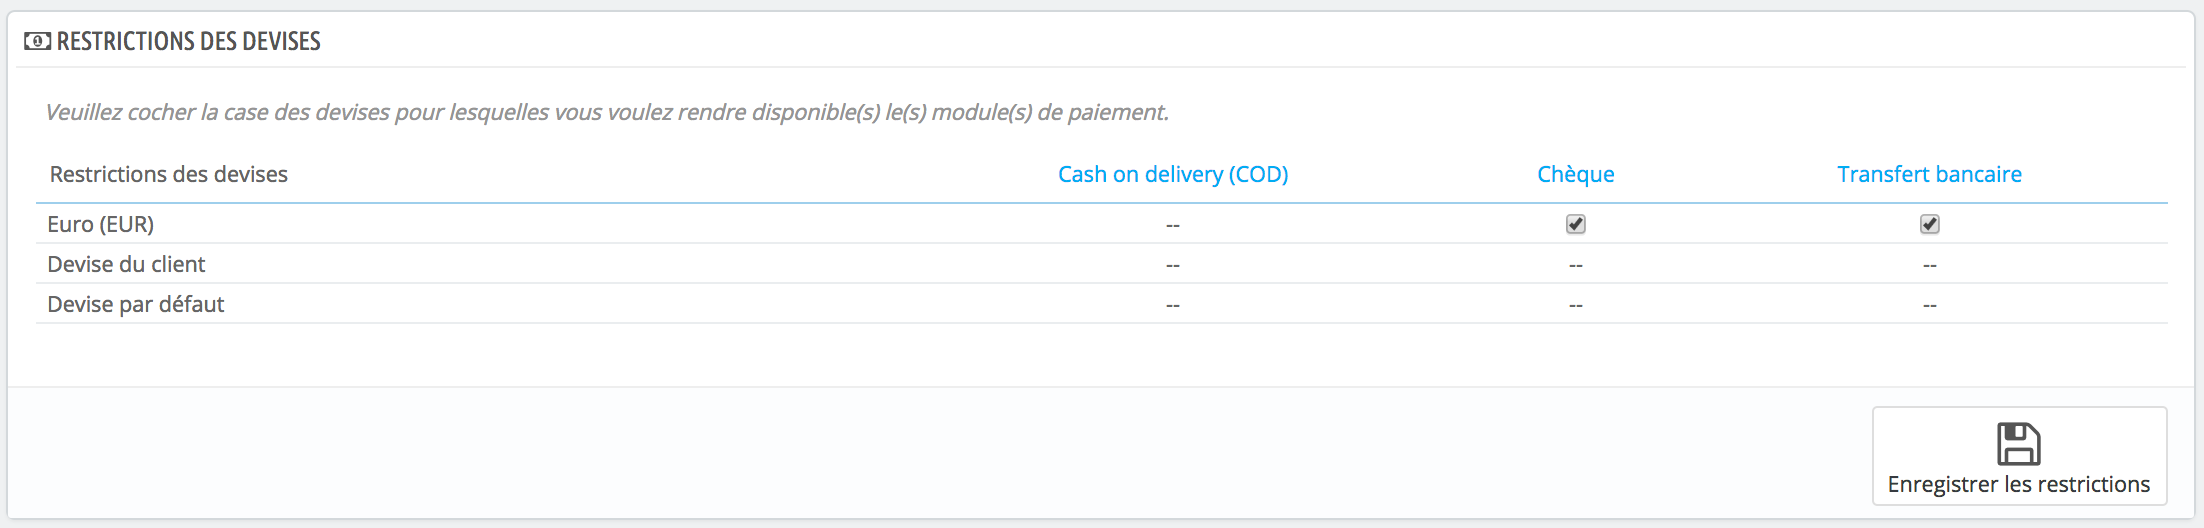 RESTRICTIONS DES DEVISES
Veuillez cocher la case des devises pour lesquelles vous voulez rendre disponible(s) le(s) module(s) de paiement.
Restrictions des devises Cash on delivery (COD) Chèque Transfert bancaire
Euro (EUR) --
Devise du client -- -- --
Devise par défaut -- -- --
Enregistrer les restrictions